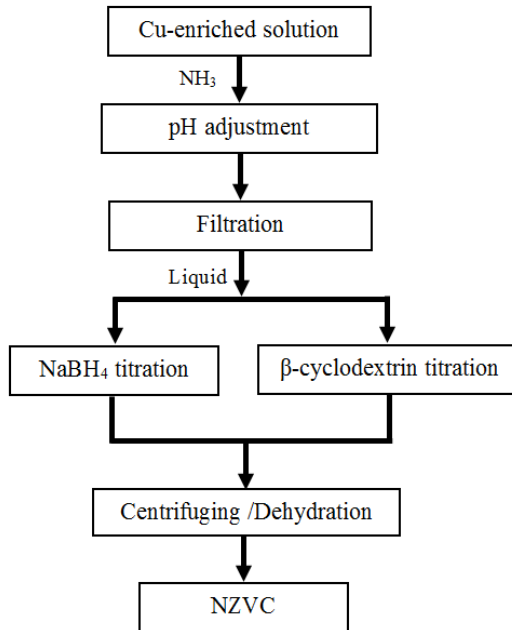 Cu-enriched solution
NH₃
pH adjustment
Filtration
Liquid
NaBH₄ titration
β-cyclodextrin titration
Centrifuging /Dehydration
NZVC